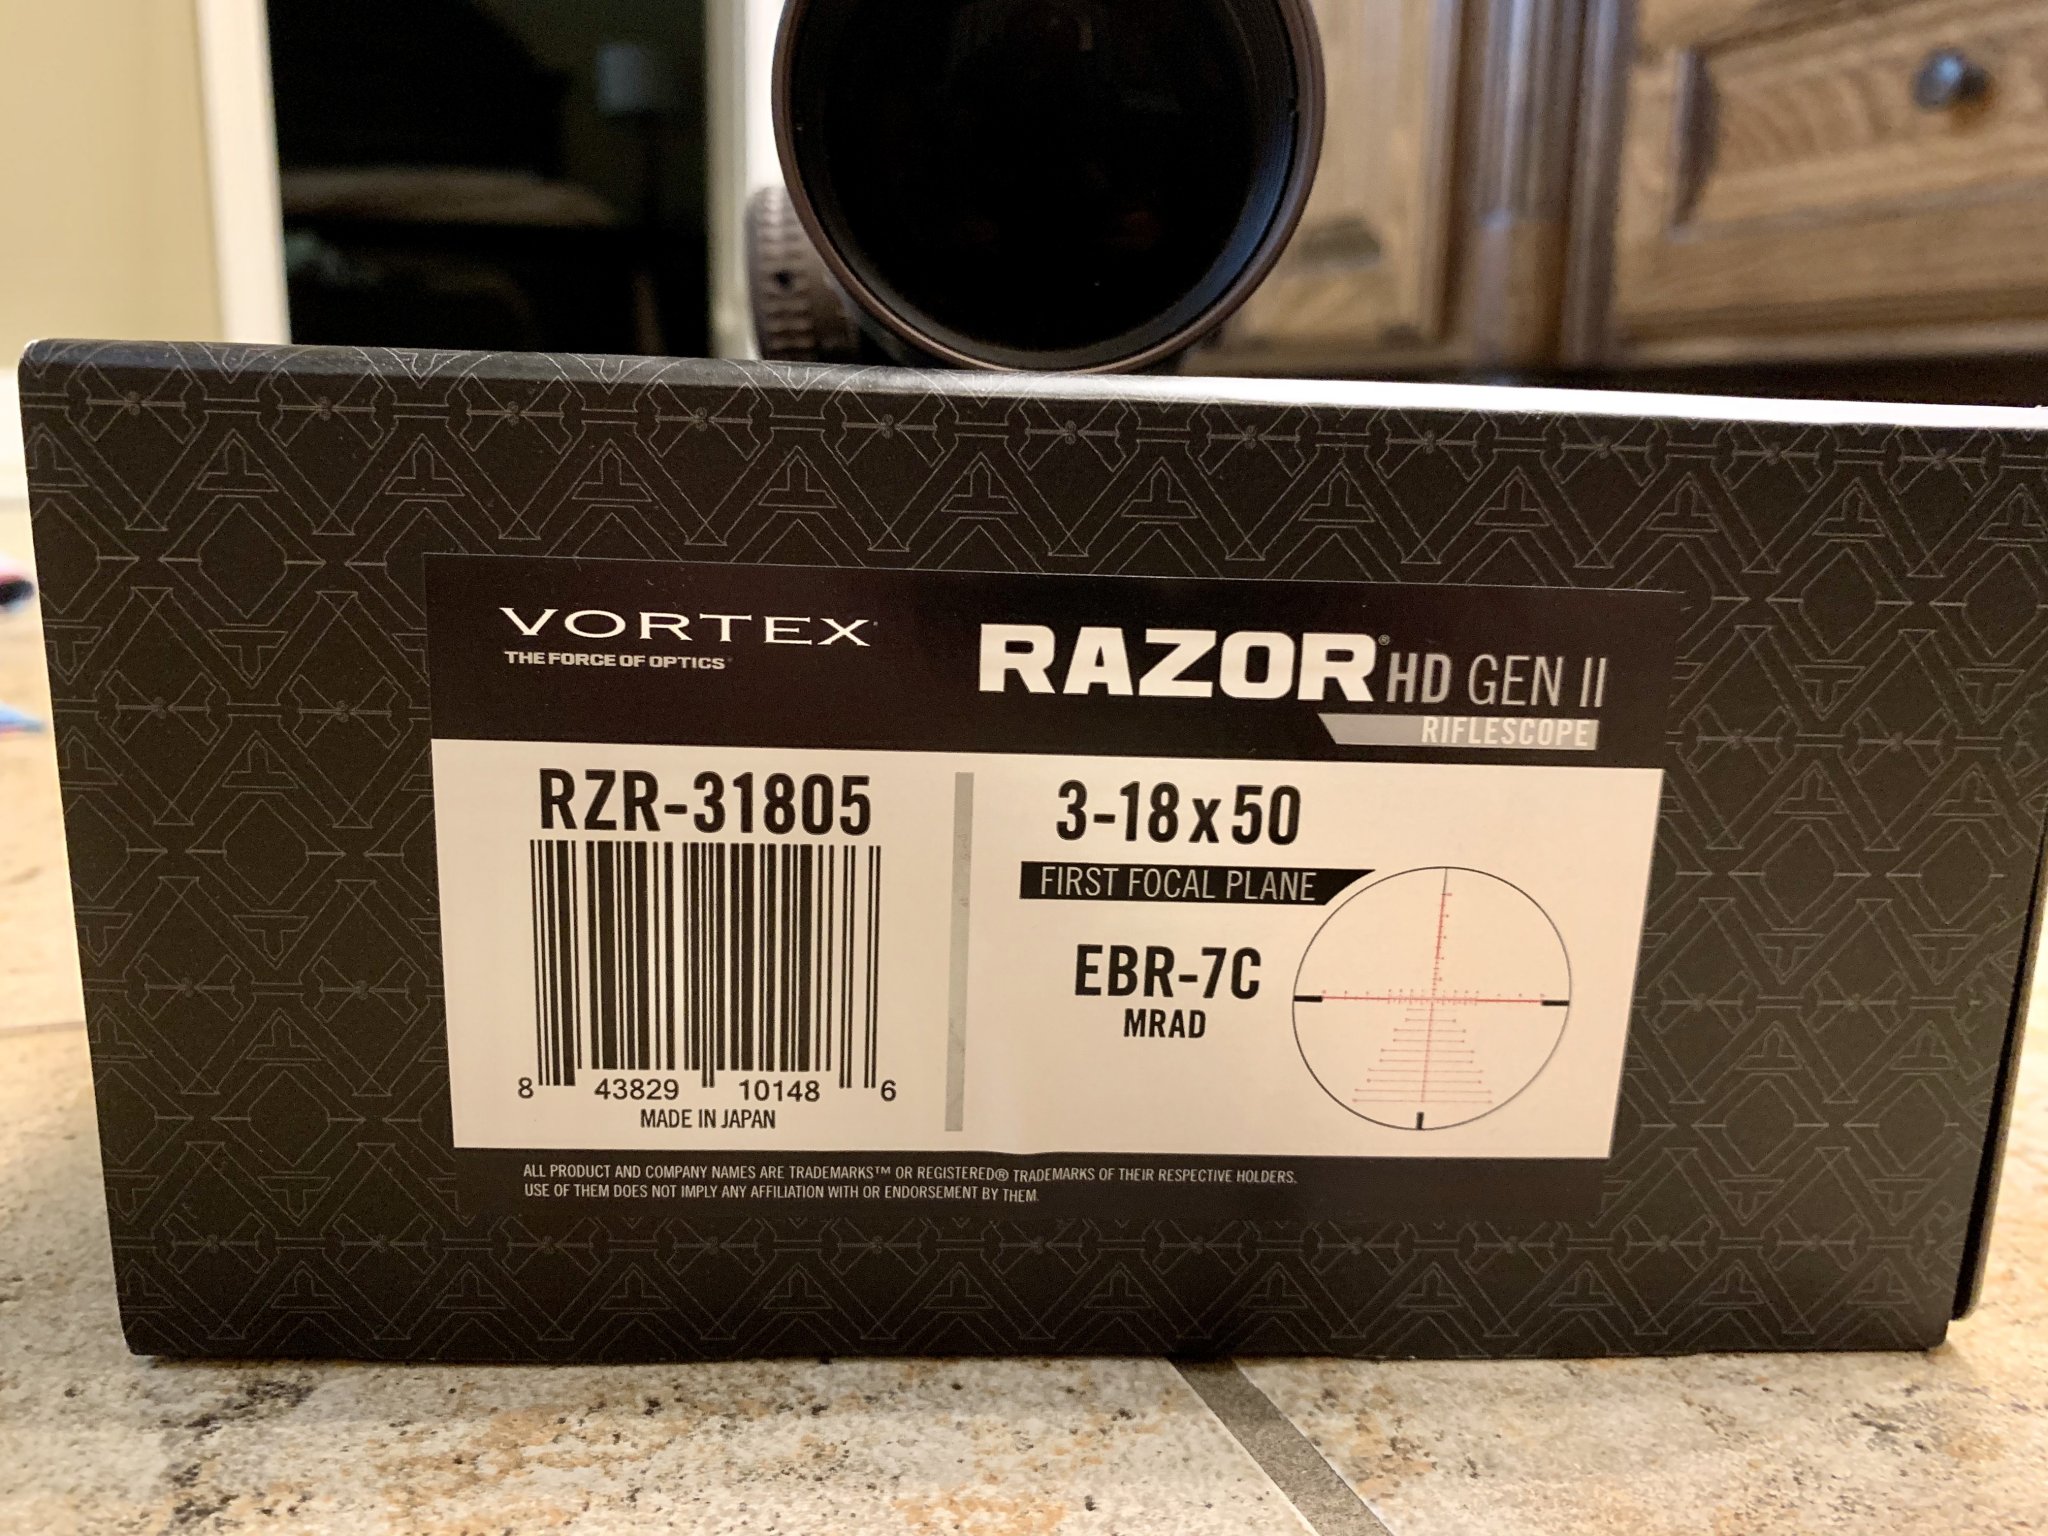 VORTEX®
THE FORCE OF OPTICS®
RAZOR® HD GEN II
RIFLESCOPE
RZR-31805
8 43829 10148 6
MADE IN JAPAN
3-18x50
FIRST FOCAL PLANE
EBR-7C
MRAD
ALL PRODUCT AND COMPANY NAMES ARE TRADEMARKS™ OR REGISTERED® TRADEMARKS OF THEIR RESPECTIVE HOLDERS.
USE OF THEM DOES NOT IMPLY ANY AFFILIATION WITH OR ENDORSEMENT BY THEM.